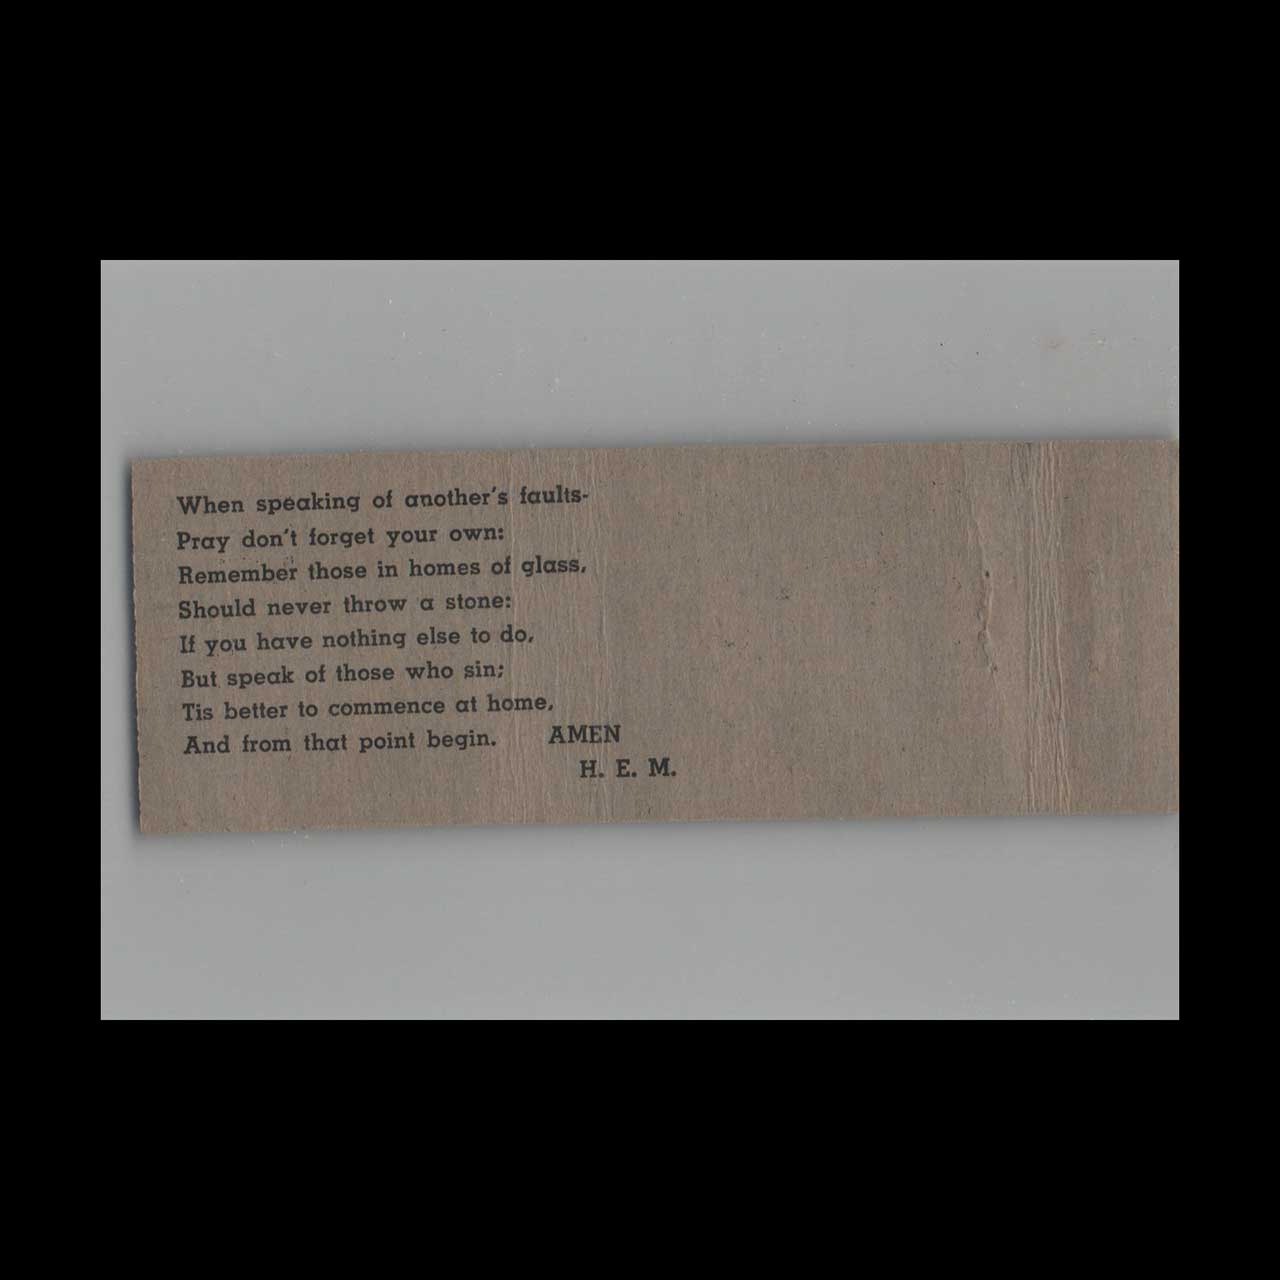 When speaking of another's faults-
Pray don't forget your own:
Remember those in homes of glass,
Should never throw a stone:
If you have nothing else to do,
But speak of those who sin;
Tis better to commence at home,
And from that point begin. AMEN
H. E. M.